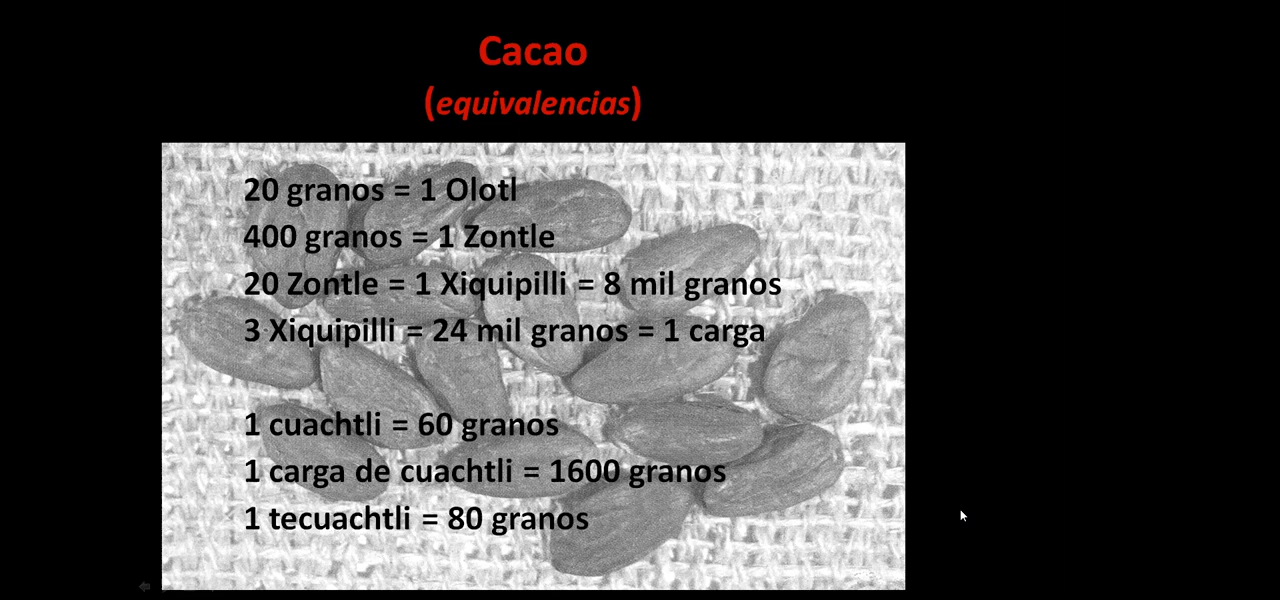 Cacao
(equivalencias)
20 granos = 1 Olotl
400 granos = 1 Zontle
20 Zontle = 1 Xiquipilli = 8 mil granos
3 Xiquipilli = 24 mil granos = 1 carga
1 cuachtli = 60 granos
1 carga de cuachtli = 1600 granos
1 tecuachtli = 80 granos